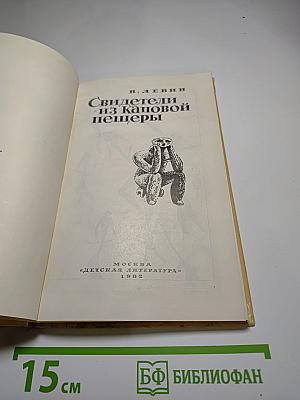 В. ЛЕВИН
Свидетели
из Каповой
пещеры
МОСКВА
«ДЕТСКАЯ ЛИТЕРАТУРА»
1982
15 см
БФ БИБЛИОФАН